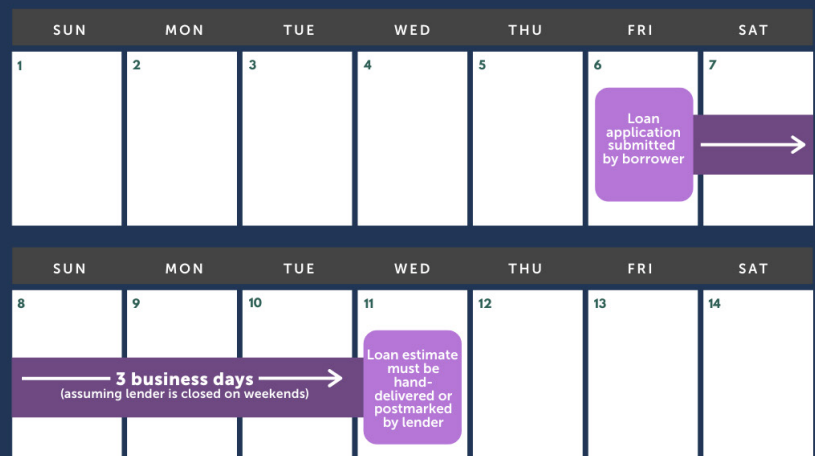 SUN MON TUE WED THU FRI SAT
1 2 3 4 5 6 7
Loan
application
submitted
by borrower
SUN MON TUE WED THU FRI SAT
8 9 10 11 12 13 14
3 business days
(assuming lender is closed on weekends)
Loan estimate
must be
hand-
delivered or
postmarked
by lender